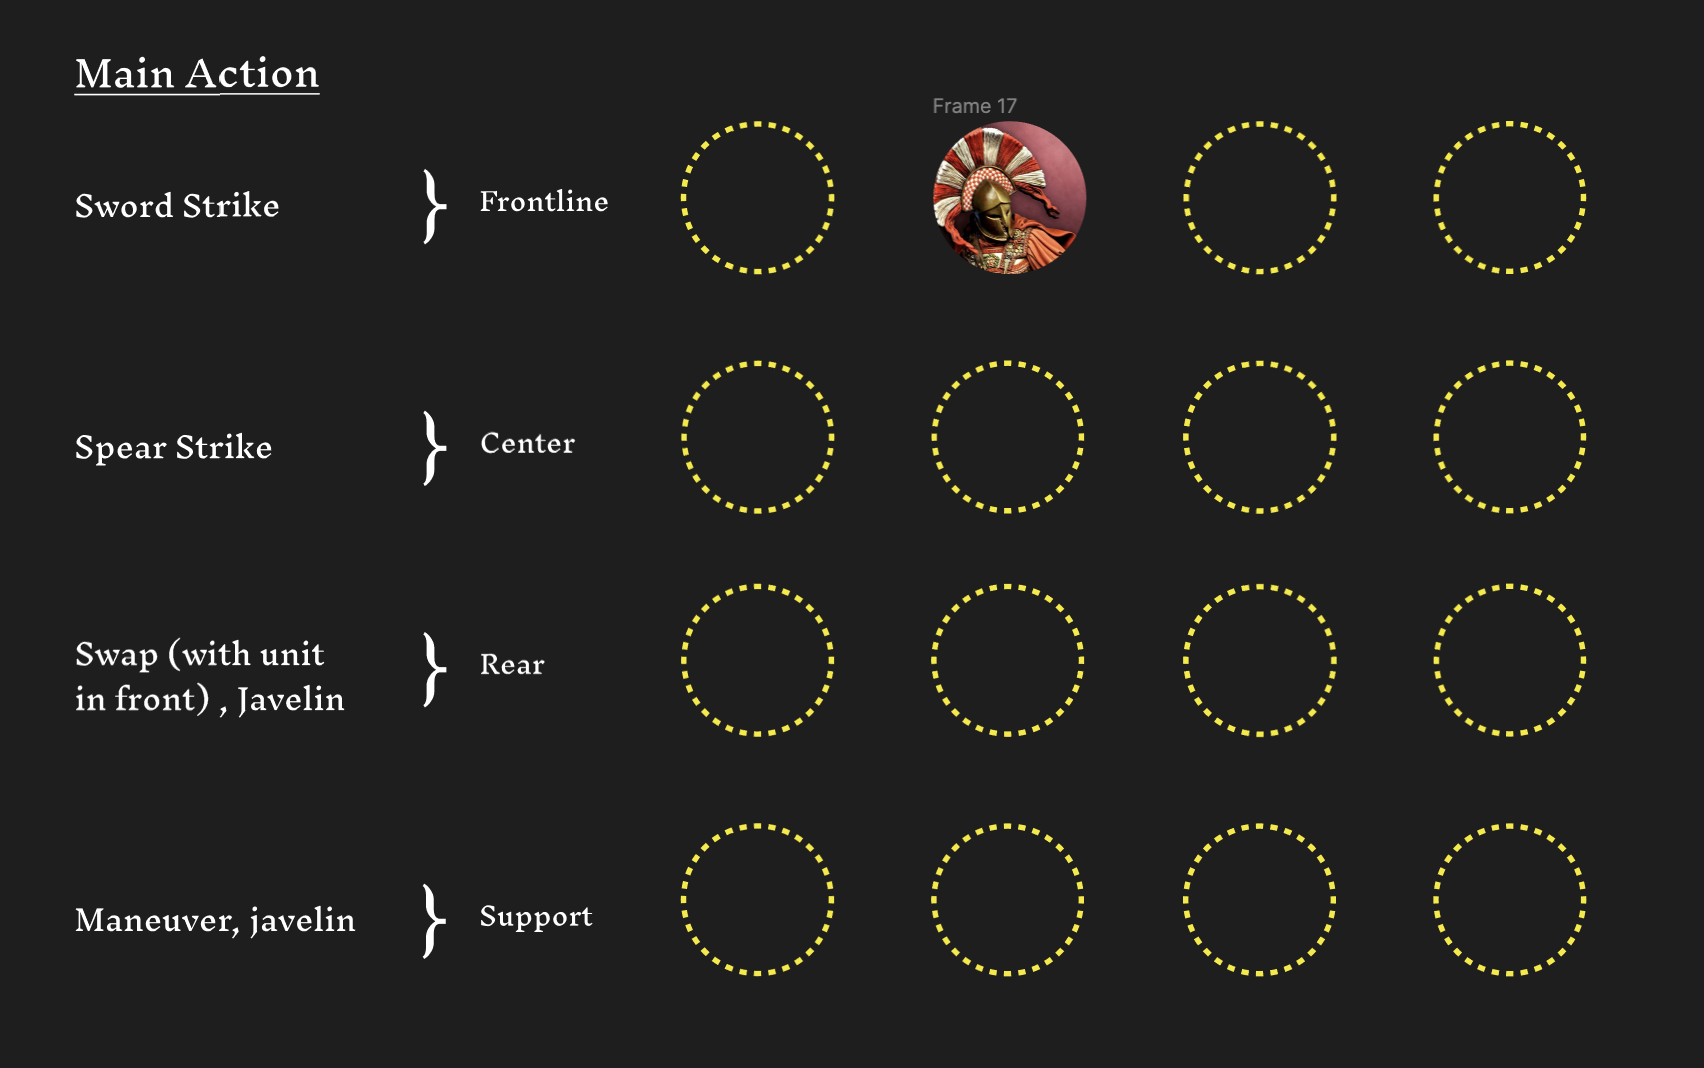 Main Action
Frame 17
Sword Strike
Frontline
Spear Strike
Center
Swap (with unit
in front) , Javelin
Rear
Maneuver, javelin
Support